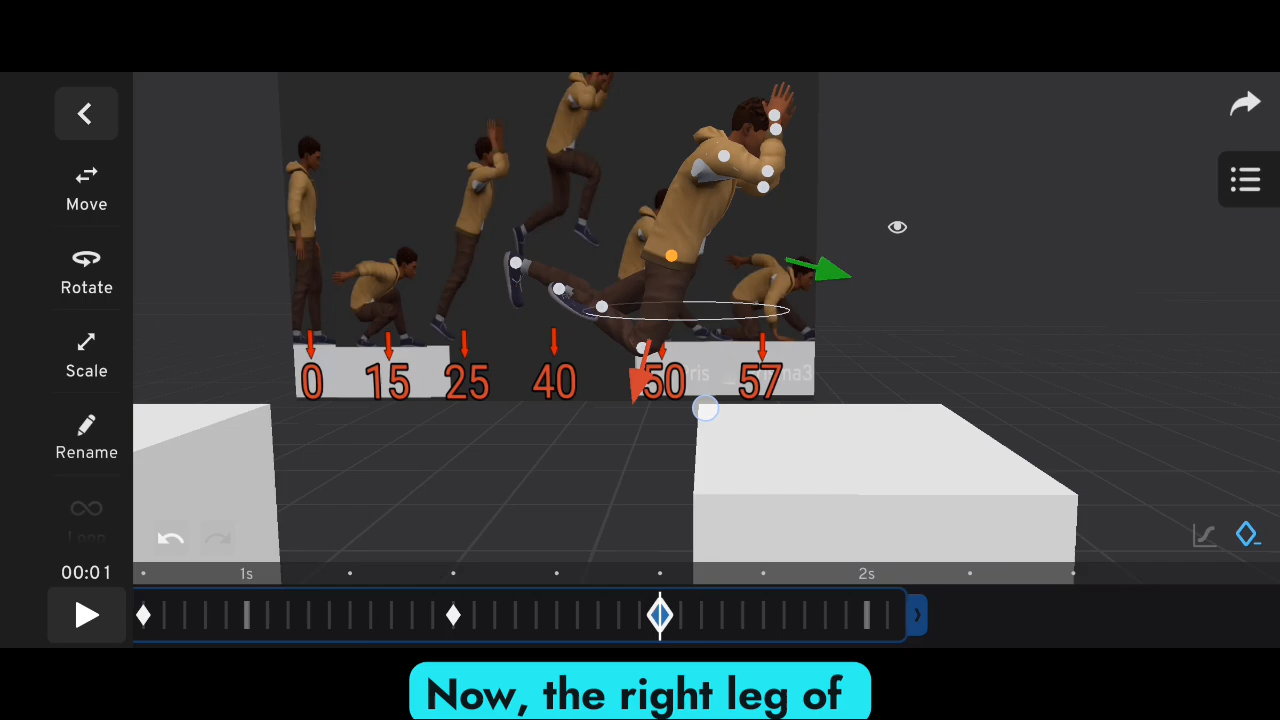 Move
Rotate
Scale
Rename
Loop
00:01
1s
2s
0 15 25 40 50 57
Now, the right leg of